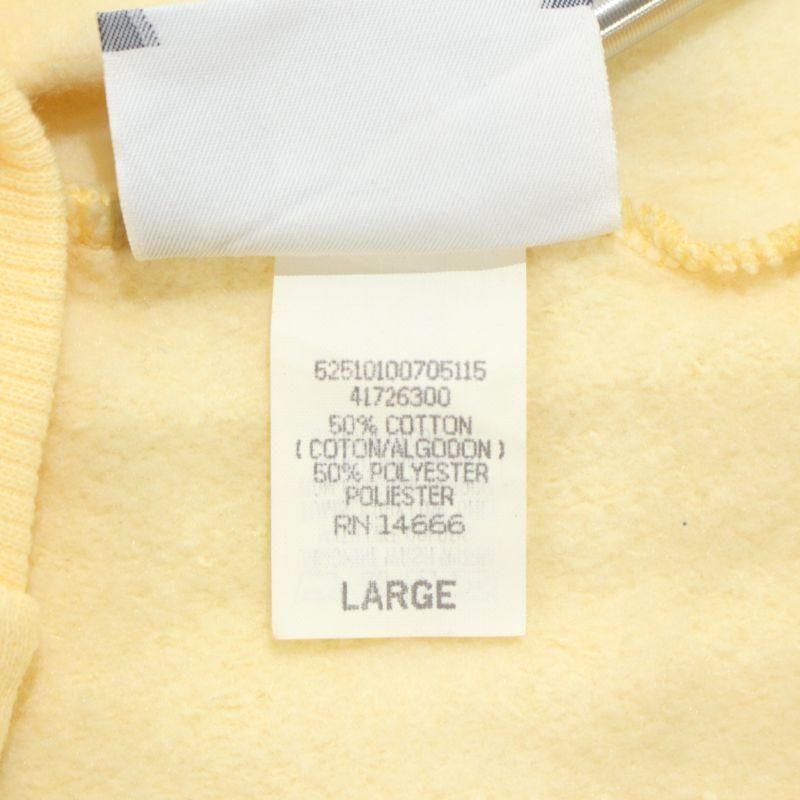 52510100705115
41726300
50% COTTON
( COTON/ALGODON )
50% POLYESTER
POLIESTER
RN 14666
LARGE